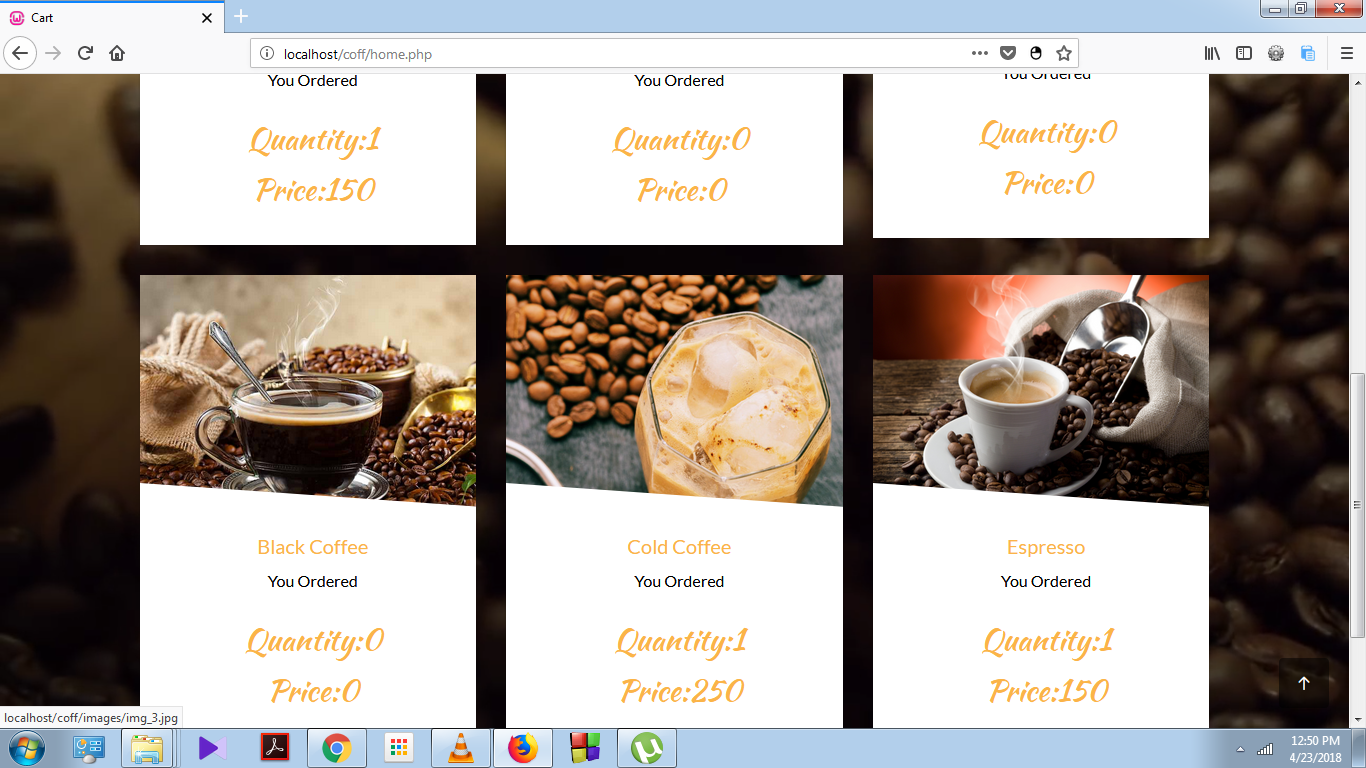 Cart
localhost/coff/home.php
You Ordered
Quantity:1
Price:150
You Ordered
Quantity:0
Price:0
You Ordered
Quantity:0
Price:0
Black Coffee
You Ordered
Quantity:0
Price:0
Cold Coffee
You Ordered
Quantity:1
Price:250
Espresso
You Ordered
Quantity:1
Price:150
localhost/coff/images/img_3.jpg
12:50 PM
4/23/2018